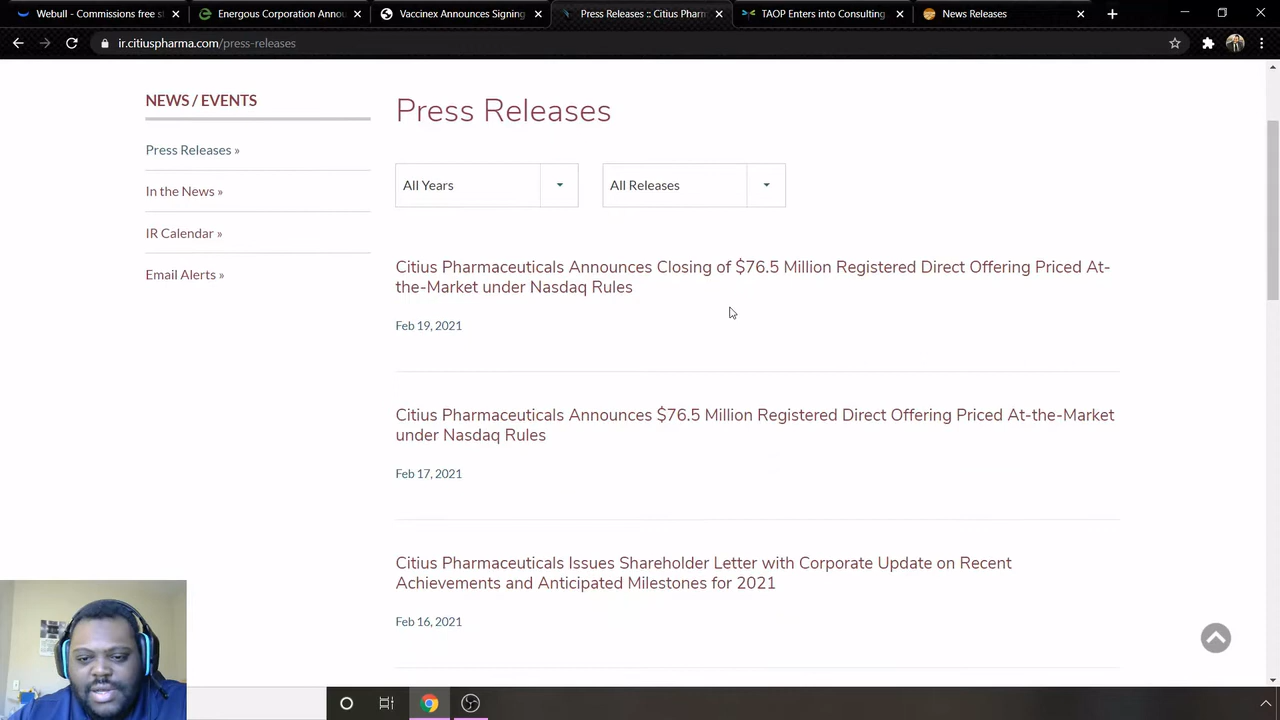 Webull - Commissions free st
Energous Corporation Annou
Vaccinex Announces Signing
Press Releases :: Citius Pharm
TAOP Enters into Consulting
News Releases
ir.citiuspharma.com/press-releases
NEWS / EVENTS
Press Releases »
In the News »
IR Calendar »
Email Alerts »
Press Releases
All Years
All Releases
Citius Pharmaceuticals Announces Closing of $76.5 Million Registered Direct Offering Priced At-
the-Market under Nasdaq Rules
Feb 19, 2021
Citius Pharmaceuticals Announces $76.5 Million Registered Direct Offering Priced At-the-Market
under Nasdaq Rules
Feb 17, 2021
Citius Pharmaceuticals Issues Shareholder Letter with Corporate Update on Recent
Achievements and Anticipated Milestones for 2021
Feb 16, 2021